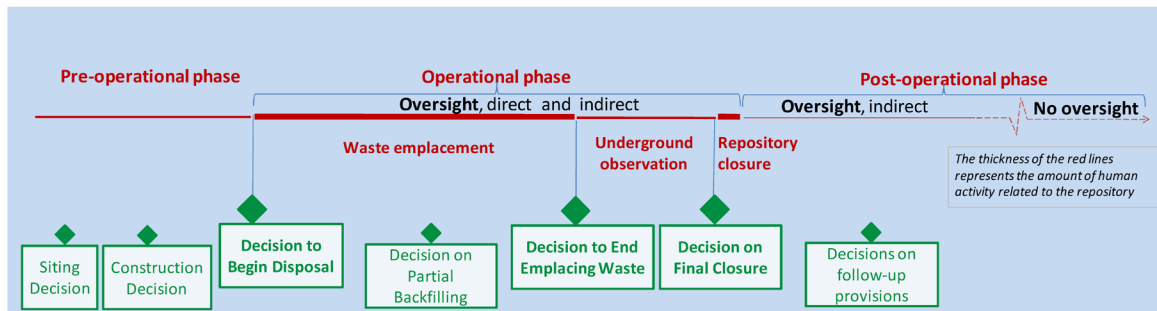 Pre-operational phase
Operational phase
Post-operational phase
Oversight, direct and indirect
Oversight, indirect
No oversight
Waste emplacement
Underground
observation
Repository
closure
The thickness of the red lines
represents the amount of human
activity related to the repository
Siting
Decision
Construction
Decision
Decision to
Begin Disposal
Decision on
Partial
Backfilling
Decision to End
Emplacing Waste
Decision on
Final Closure
Decisions on
follow-up
provisions